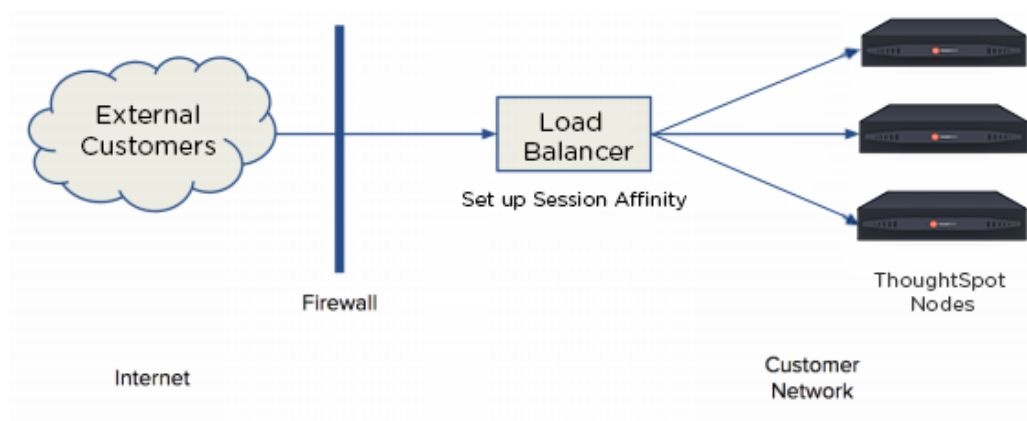 External
Customers
Load
Balancer
Set up Session Affinity
Firewall
ThoughtSpot
Nodes
Internet
Customer
Network